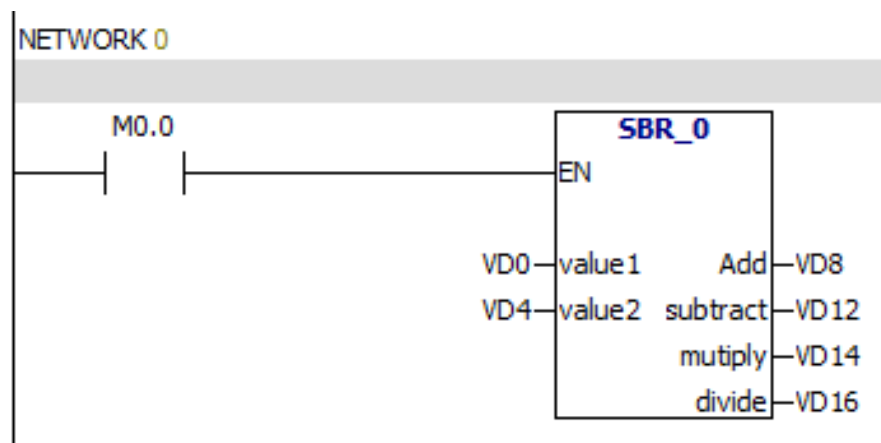 NETWORK 0
M0.0
SBR_0
EN
VD0 value1 Add VD8
VD4 value2 subtract VD12
mutiply VD14
divide VD16